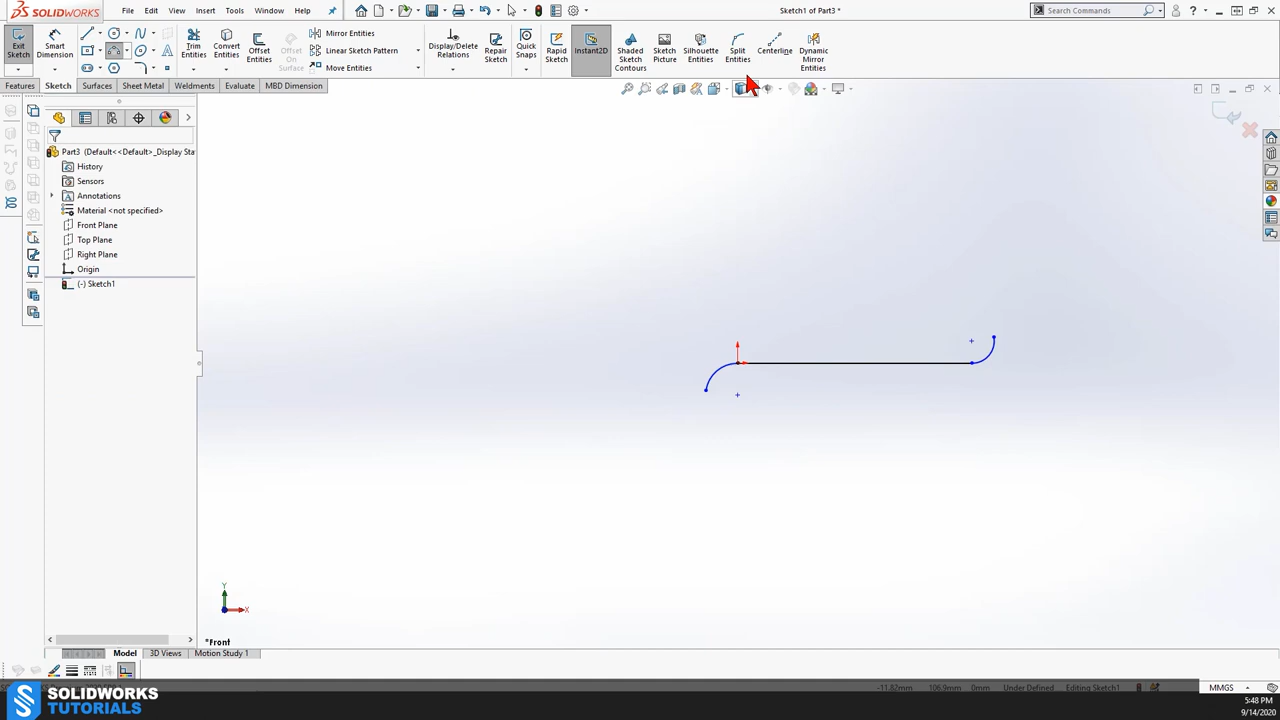 SOLIDWORKS
File Edit View Insert Tools Window Help
Sketch1 of Part3 *
Search Commands
Exit Sketch
Smart Dimension
Trim Entities
Convert Entities
Offset Entities
Offset On Surface
Mirror Entities
Linear Sketch Pattern
Move Entities
Display/Delete Relations
Repair Sketch
Quick Snaps
Rapid Sketch
Instant2D
Shaded Sketch Contours
Sketch Picture
Silhouette Entities
Split Entities
Centerline
Dynamic Mirror Entities
Features Sketch Surfaces Sheet Metal Weldments Evaluate MBD Dimension
Part3 (Default<<Default>_Display Sta
History
Sensors
Annotations
Material <not specified>
Front Plane
Top Plane
Right Plane
Origin
(-) Sketch1
Y
X
*Front
Model 3D Views Motion Study 1
SOLIDWORKS
TUTORIALS
-11.82mm 106.9mm 0mm Under Defined Editing Sketch1
MMGS
5:48 PM
9/14/2020